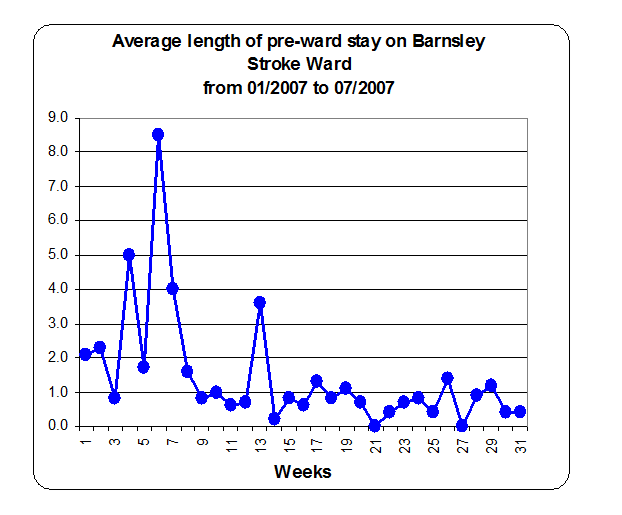 Average length of pre-ward stay on Barnsley
Stroke Ward
from 01/2007 to 07/2007
9.0
8.0
7.0
6.0
5.0
4.0
3.0
2.0
1.0
0.0
1 3 5 7 9 11 13 15 17 19 21 23 25 27 29 31
Weeks